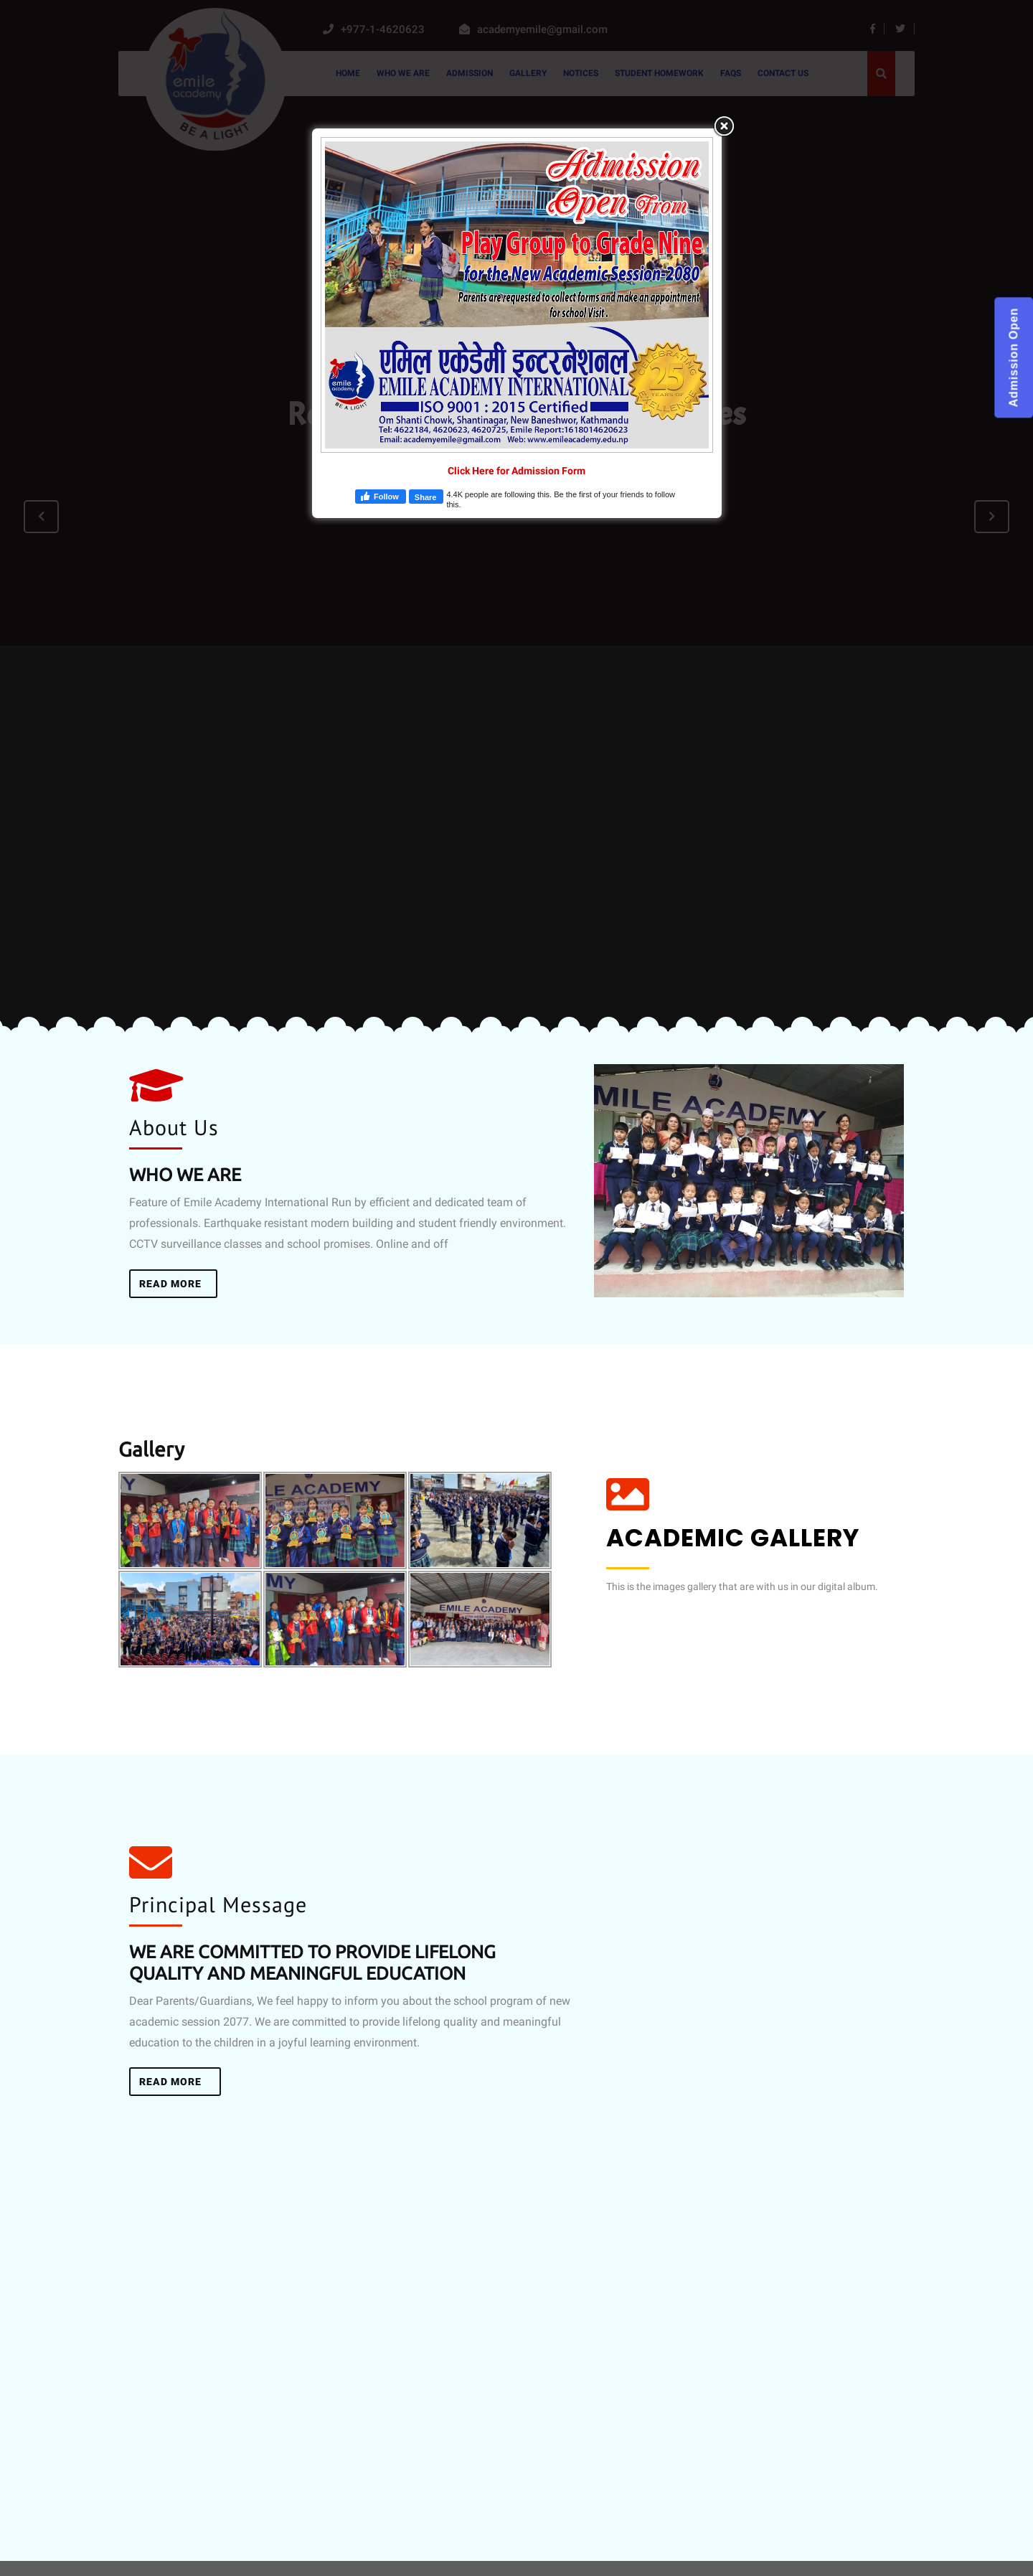 +977-1-4620623 academyemile@gmail.com
emile
academy
BE A LIGHT
HOME WHO WE ARE ADMISSION GALLERY NOTICES STUDENT HOMEWORK FAQS CONTACT US
Admission
Open From
Play Group to Grade Nine
for the New Academic Session-2080
Parents are requested to collect forms and make an appointment
for school Visit .
emile
academy
BE A LIGHT
एमिल एकेडेमी इन्टरनेशनल
EMILE ACADEMY INTERNATIONAL
ISO 9001 : 2015 Certified
Om Shanti Chowk, Shantinagar, New Baneshwor, Kathmandu
Tel: 4622184, 4620623, 4620725, Emile Report:1618014620623
Email: academyemile@gmail.com Web: www.emileacademy.edu.np
CELEBRATING
25
YEARS OF
Click Here for Admission Form
Follow Share 4.4K people are following this. Be the first of your friends to follow
this.
Admission Open
About Us
WHO WE ARE
Feature of Emile Academy International Run by efficient and dedicated team of
professionals. Earthquake resistant modern building and student friendly environment.
CCTV surveillance classes and school promises. Online and off
READ MORE
EMILE ACADEMY
Gallery
EMILE ACADEMY
ACADEMIC GALLERY
This is the images gallery that are with us in our digital album.
Principal Message
WE ARE COMMITTED TO PROVIDE LIFELONG
QUALITY AND MEANINGFUL EDUCATION
Dear Parents/Guardians, We feel happy to inform you about the school program of new
academic session 2077. We are committed to provide lifelong quality and meaningful
education to the children in a joyful learning environment.
READ MORE